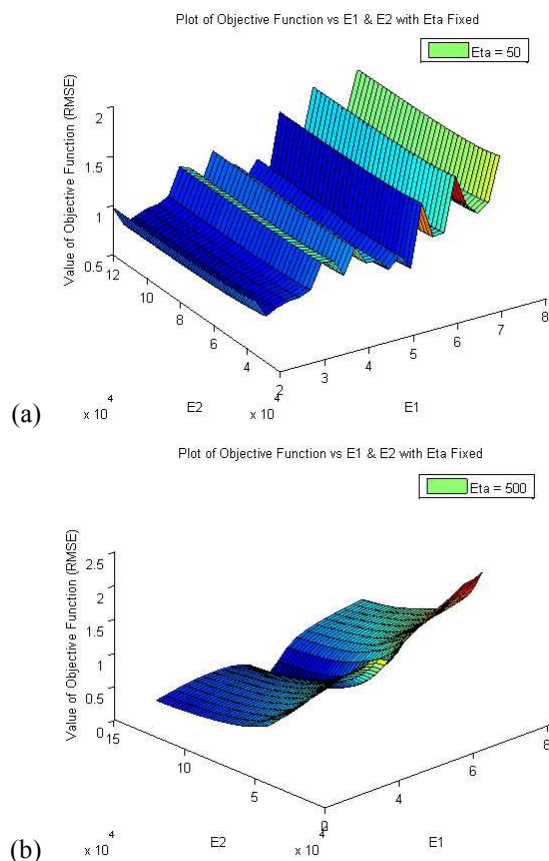 Plot of Objective Function vs E1 & E2 with Eta Fixed
Eta = 50
Value of Objective Function (RMSE)
2
1.5
1
0.5
12
10
8
6
4
2
3
4
5
6
7
8
x 10^4
E2
x 10^4
E1
(a)
Plot of Objective Function vs E1 & E2 with Eta Fixed
Eta = 500
Value of Objective Function (RMSE)
2.5
2
1.5
1
0.5
0
15
10
5
0
4
6
8
x 10^4
E2
x 10^4
E1
(b)